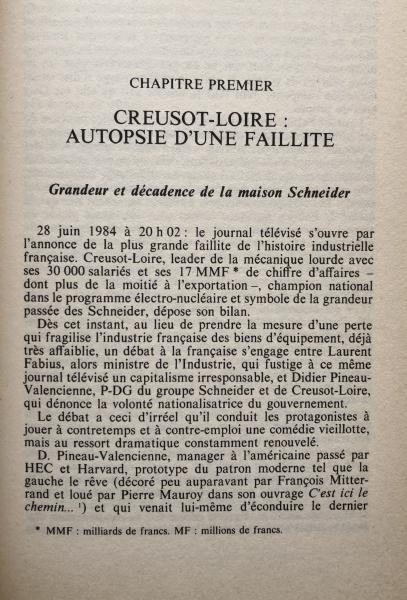 CHAPITRE PREMIER
CREUSOT-LOIRE :
AUTOPSIE D'UNE FAILLITE
Grandeur et décadence de la maison Schneider
28 juin 1984 à 20 h 02 : le journal télévisé s'ouvre par
l'annonce de la plus grande faillite de l'histoire industrielle
française. Creusot-Loire, leader de la mécanique lourde avec
ses 30 000 salariés et ses 17 MMF * de chiffre d'affaires –
dont plus de la moitié à l'exportation –, champion national
dans le programme électro-nucléaire et symbole de la grandeur
passée des Schneider, dépose son bilan.
Dès cet instant, au lieu de prendre la mesure d'une perte
qui fragilise l'industrie française des biens d'équipement, déjà
très affaiblie, un débat à la française s'engage entre Laurent
Fabius, alors ministre de l'Industrie, qui fustige à ce même
journal télévisé un capitalisme irresponsable, et Didier Pineau-
Valencienne, P-DG du groupe Schneider et de Creusot-Loire,
qui dénonce la volonté nationalisatrice du gouvernement.
Le débat a ceci d'irréel qu'il conduit les protagonistes à
jouer à contretemps et à contre-emploi une comédie vieillotte,
mais au ressort dramatique constamment renouvelé.
D. Pineau-Valencienne, manager à l'américaine passé par
HEC et Harvard, prototype du patron moderne tel que la
gauche le rêve (décoré peu auparavant par François Mitter-
rand et loué par Pierre Mauroy dans son ouvrage C'est ici le
chemin... ¹) et qui venait lui-même d'éconduire le dernier
* MMF : milliards de francs. MF : millions de francs.